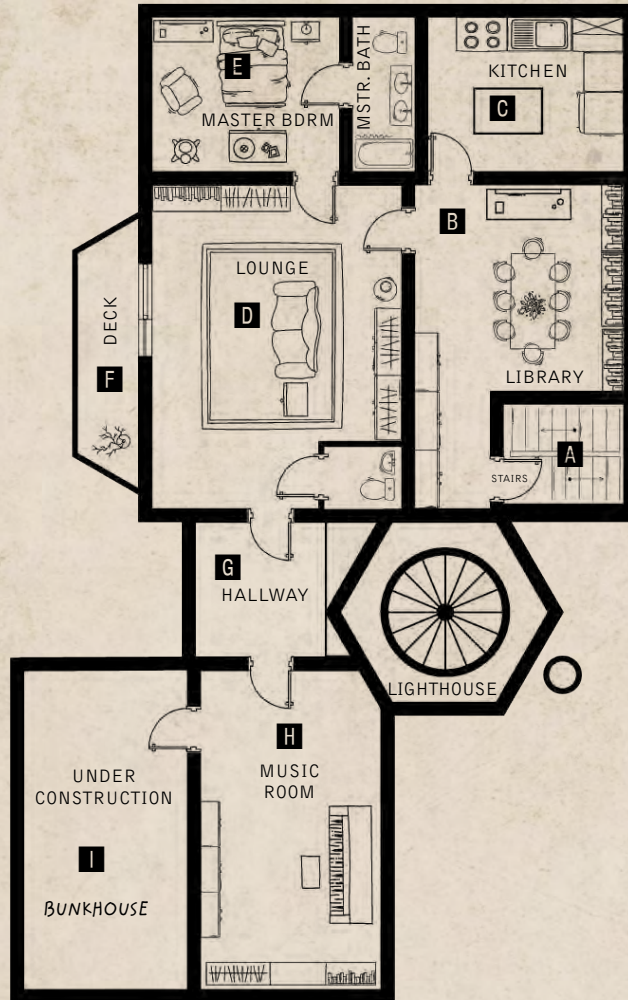 E
MSTR. BATH
KITCHEN
C
MASTER BDRM
B
LOUNGE
D
DECK
F
LIBRARY
A
STAIRS
G
HALLWAY
LIGHTHOUSE
H
MUSIC
ROOM
UNDER
CONSTRUCTION
I
BUNKHOUSE